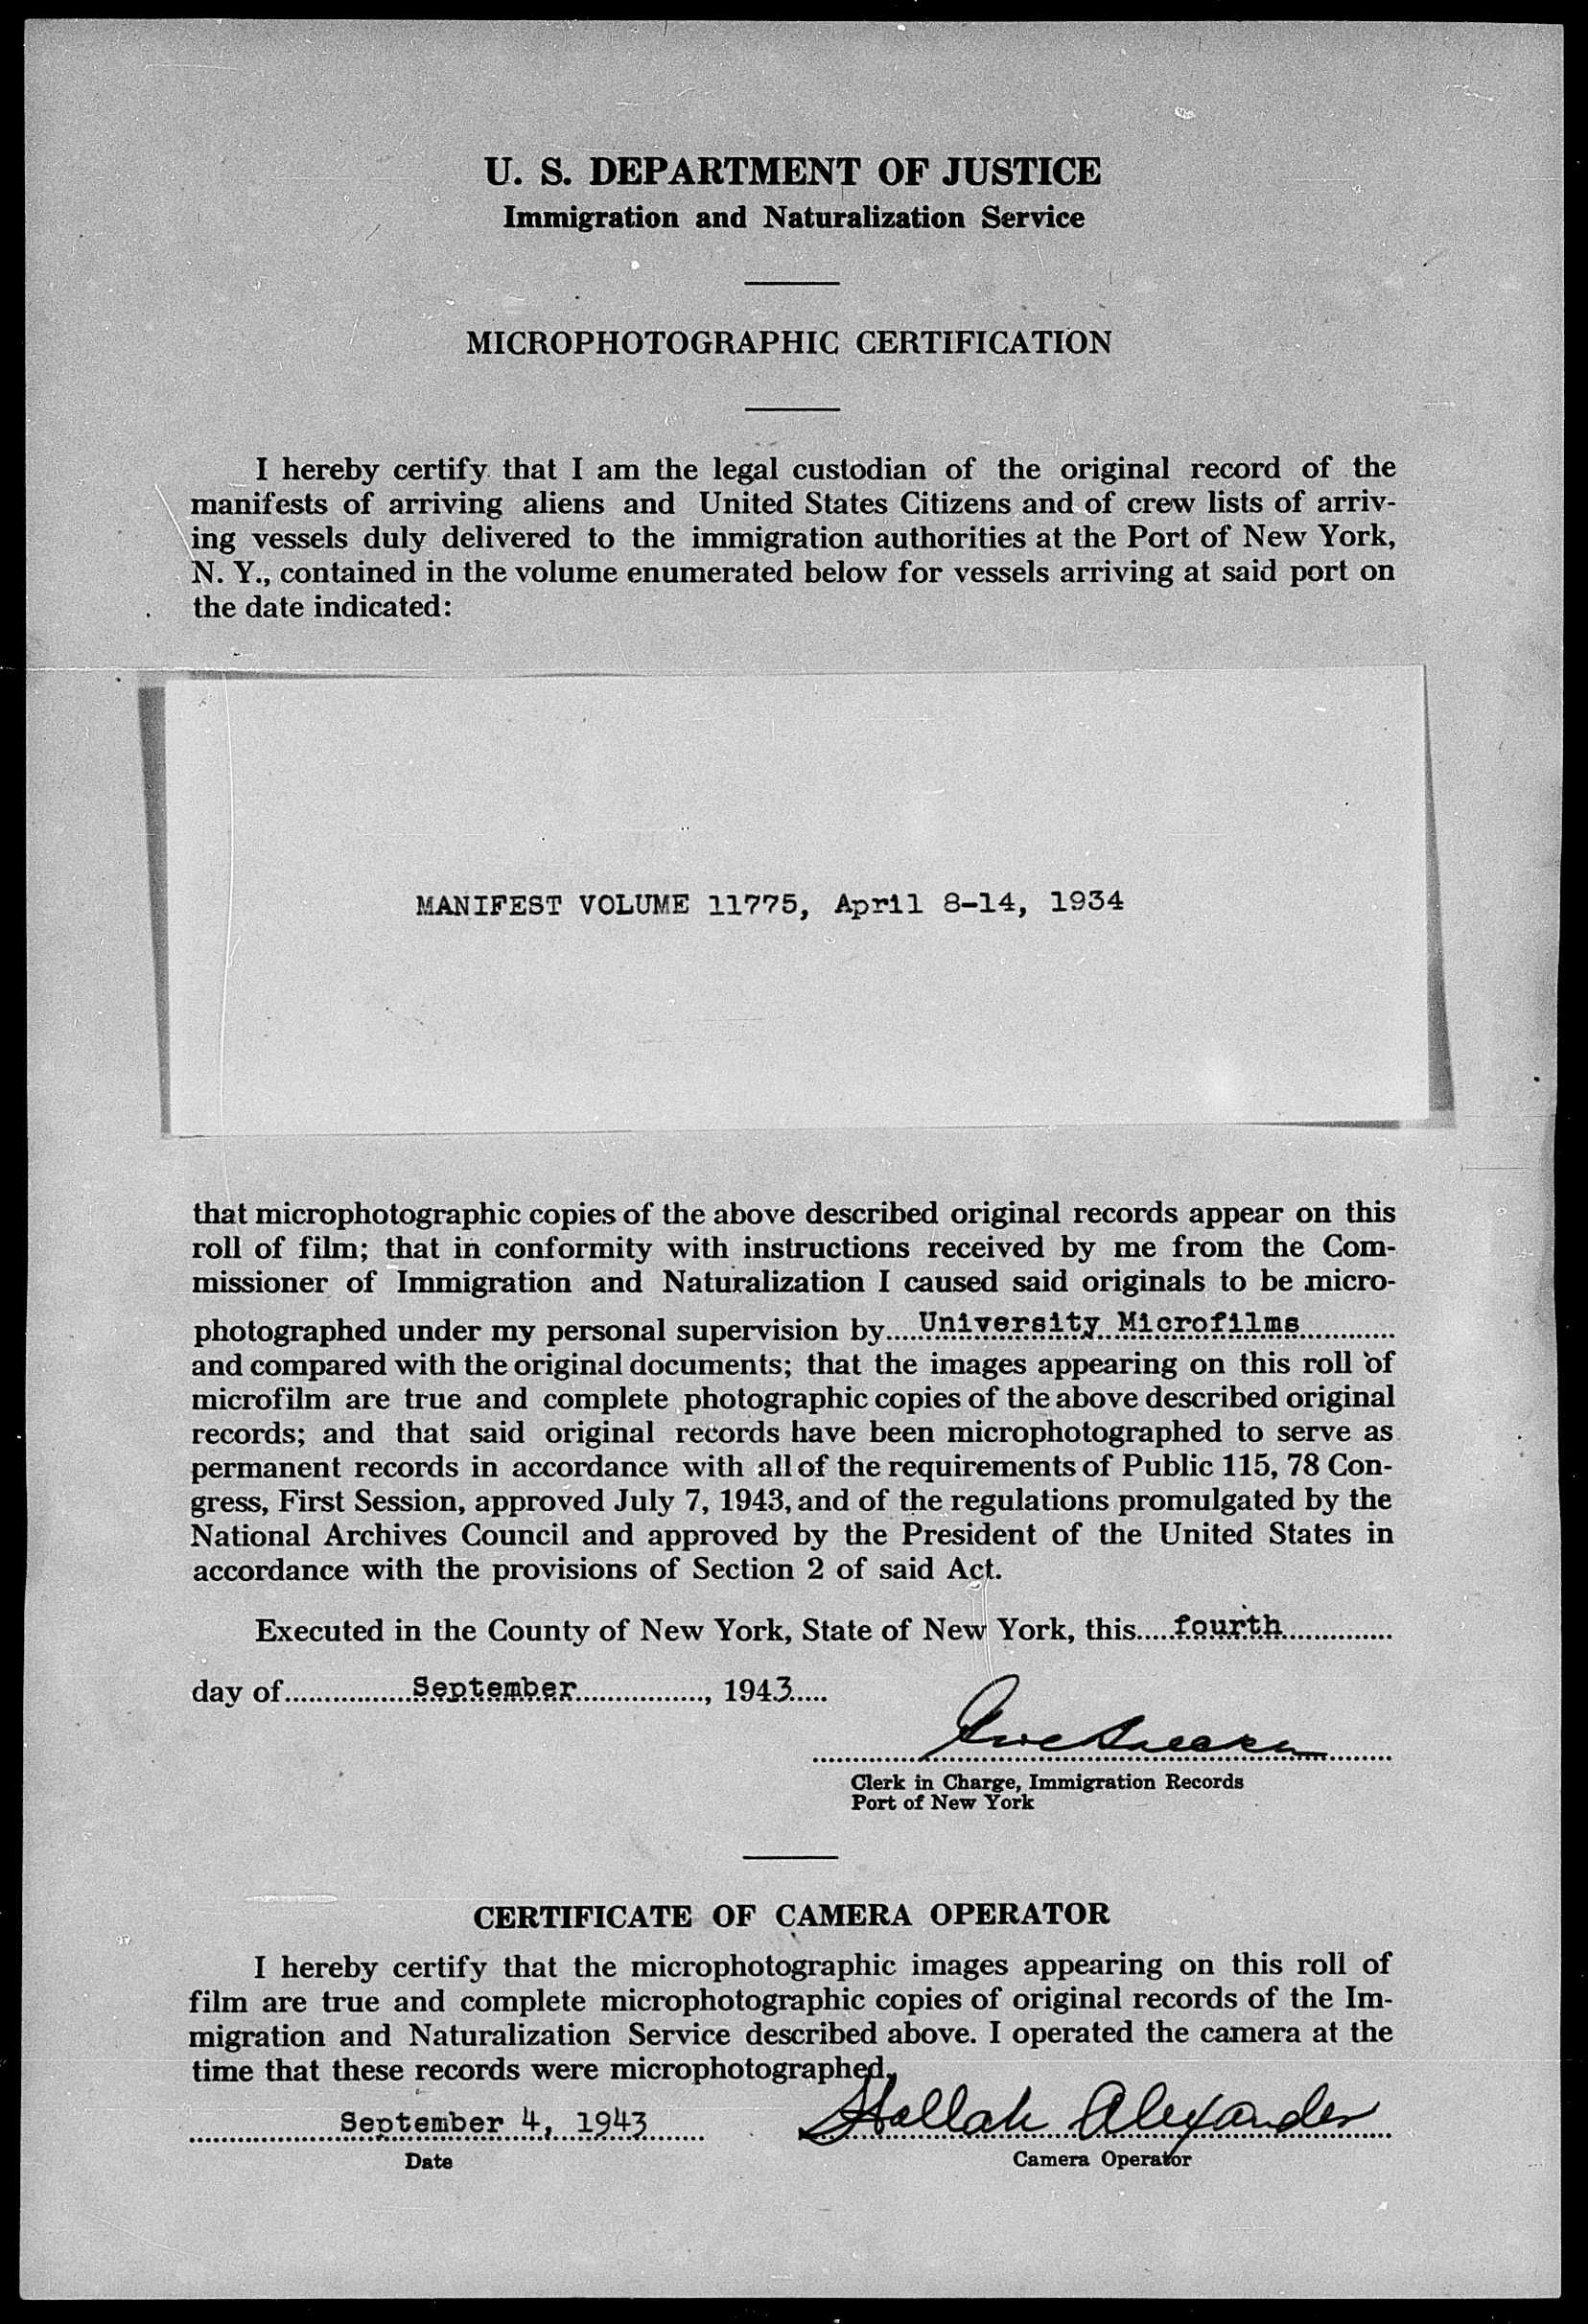 U. S. DEPARTMENT OF JUSTICE
Immigration and Naturalization Service
MICROPHOTOGRAPHIC CERTIFICATION
I hereby certify that I am the legal custodian of the original record of the
manifests of arriving aliens and United States Citizens and of crew lists of arriv-
ing vessels duly delivered to the immigration authorities at the Port of New York,
N. Y., contained in the volume enumerated below for vessels arriving at said port on
the date indicated:
MANIFEST VOLUME 11775, April 8-14, 1934
that microphotographic copies of the above described original records appear on this
roll of film; that in conformity with instructions received by me from the Com-
missioner of Immigration and Naturalization I caused said originals to be micro-
photographed under my personal supervision by.....University Microfilms............
and compared with the original documents; that the images appearing on this roll of
microfilm are true and complete photographic copies of the above described original
records; and that said original records have been microphotographed to serve as
permanent records in accordance with all of the requirements of Public 115, 78 Con-
gress, First Session, approved July 7, 1943, and of the regulations promulgated by the
National Archives Council and approved by the President of the United States in
accordance with the provisions of Section 2 of said Act.
Executed in the County of New York, State of New York, this.....fourth..............
day of................September................, 1943.....
Clerk in Charge, Immigration Records
Port of New York
CERTIFICATE OF CAMERA OPERATOR
I hereby certify that the microphotographic images appearing on this roll of
film are true and complete microphotographic copies of original records of the Im-
migration and Naturalization Service described above. I operated the camera at the
time that these records were microphotographed.
September 4, 1943 Hallah Alexander
Date Camera Operator